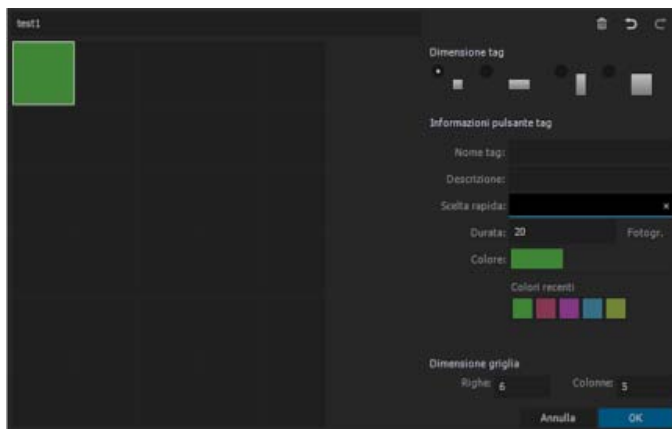 test1
Dimensione tag
Informazioni pulsante tag
Nome tag:
Descrizione:
Scelta rapida:
Durata: 20 Fotogr.
Colore:
Colori recenti
Dimensione griglia
Righe: 6 Colonne: 5
Annulla OK